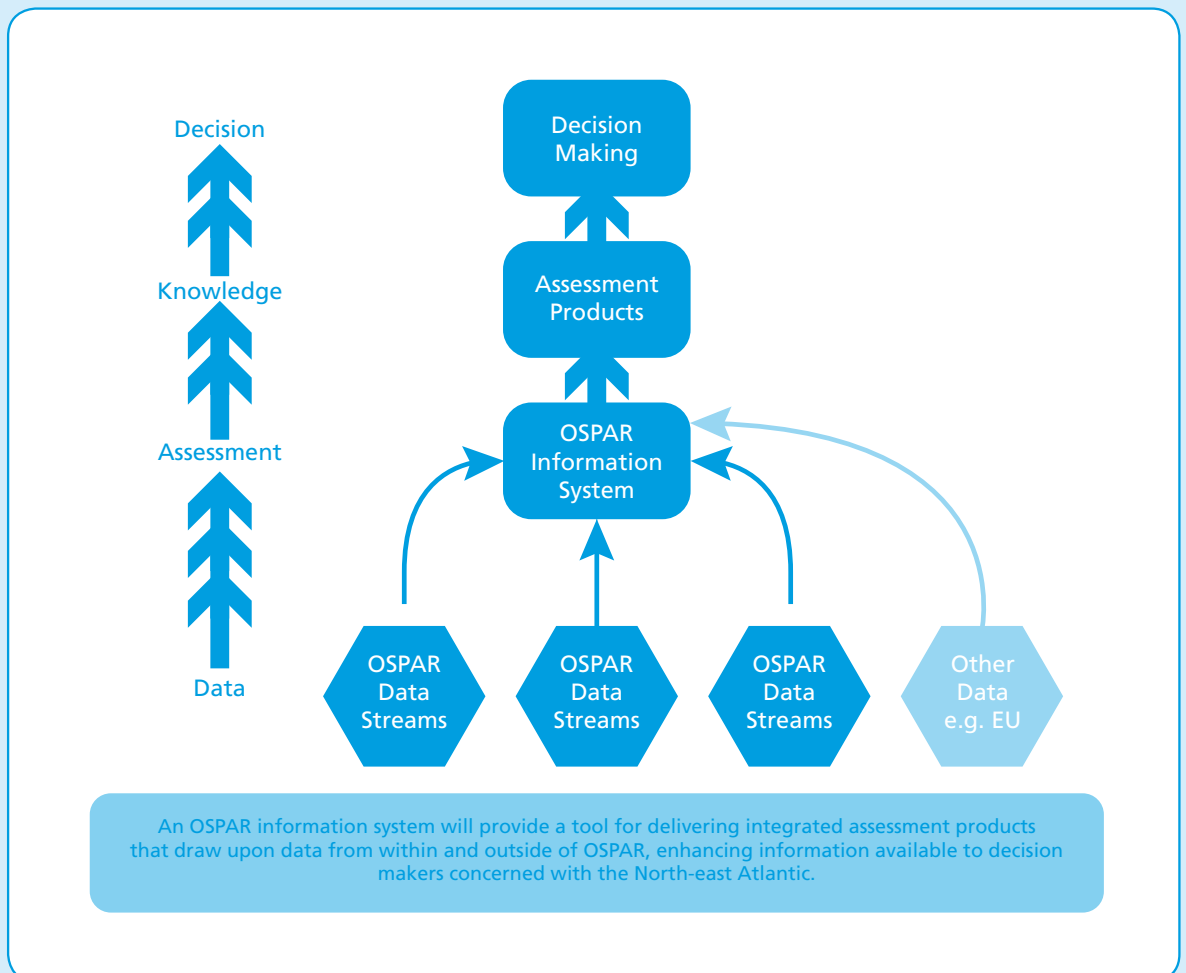 Decision
Knowledge
Assessment
Data
Decision
Making
Assessment
Products
OSPAR
Information
System
OSPAR
Data
Streams
OSPAR
Data
Streams
OSPAR
Data
Streams
Other
Data
e.g. EU
An OSPAR information system will provide a tool for delivering integrated assessment products
that draw upon data from within and outside of OSPAR, enhancing information available to decision
makers concerned with the North-east Atlantic.